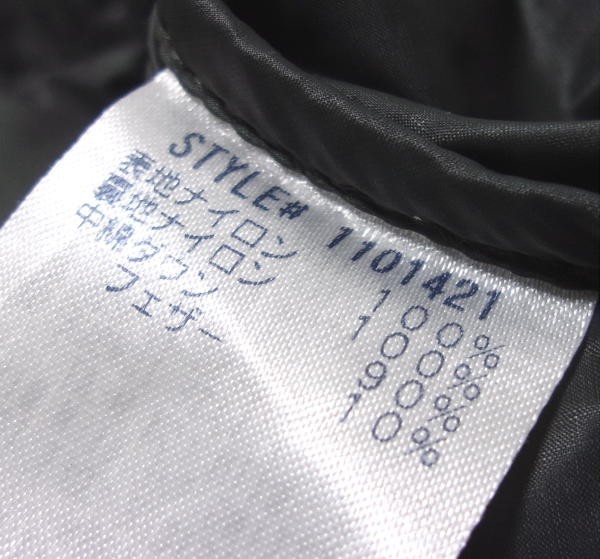 STYLE# 1101421
表地ナイロン 100%
裏地ナイロン 100%
中綿ダウン 90%
フェザー 10%